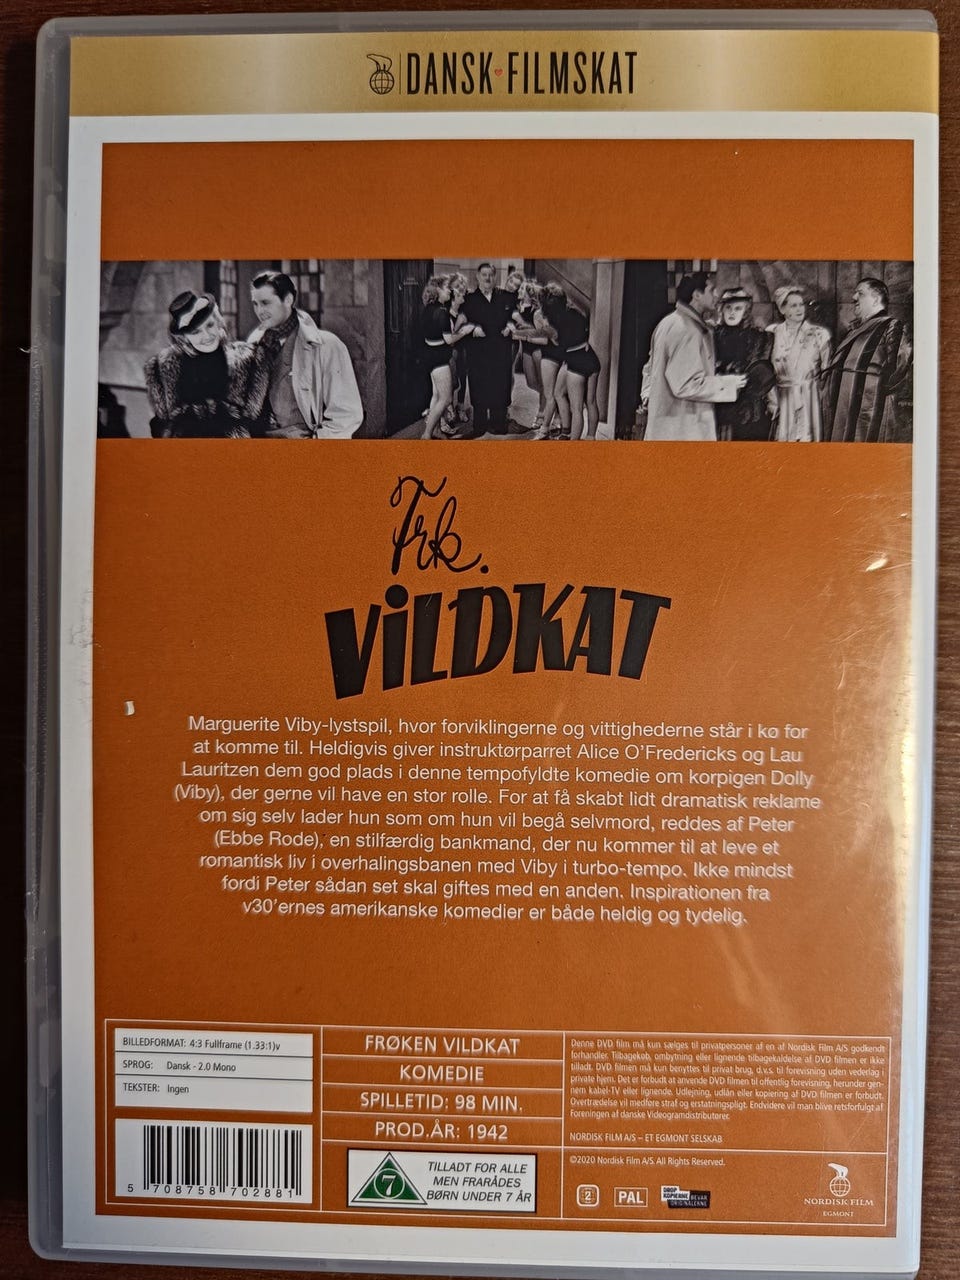 DANSK FILMSKAT
Frk.
VILDKAT
Marguerite Viby-lystspil, hvor forviklingerne og vittighederne står i kø for
at komme til. Heldigvis giver instruktørparret Alice O'Fredericks og Lau
Lauritzen dem god plads i denne tempofyldte komedie om korpigen Dolly
(Viby), der gerne vil have en stor rolle. For at få skabt lidt dramatisk reklame
om sig selv lader hun som om hun vil begå selvmord, reddes af Peter
(Ebbe Rode), en stilfærdig bankmand, der nu kommer til at leve et
romantisk liv i overhalingsbanen med Viby i turbo-tempo. Ikke mindst
fordi Peter sådan set skal giftes med en anden. Inspirationen fra
v30'ernes amerikanske komedier er både heldig og tydelig.
BILLEDFORMAT: 4:3 Fullframe (1.33:1)v
SPROG: Dansk - 2.0 Mono
TEKSTER: Ingen
5 708758 702881
FRØKEN VILDKAT
KOMEDIE
SPILLETID: 98 MIN.
PROD.ÅR: 1942
7
TILLADT FOR ALLE
MEN FRARÅDES
BØRN UNDER 7 ÅR
Denne DVD film må kun sælges til privatpersoner af en af Nordisk Film A/S godkendt
forhandler. Tilbagekøb, ombytning eller lignende tilbagekaldelse af DVD filmen er ikke
tilladt. DVD filmen må kun benyttes til privat brug, d.v.s. til forevisning uden vederlag i
private hjem. Det er forbudt at anvende DVD filmen til offentlig forevisning, herunder gen-
nem kabel-TV eller lignende. Udlejning, udlån eller kopiering af DVD filmen er forbudt.
Overtrædelse vil medføre straf og erstatningspligt. Endvidere vil man blive retsforfulgt af
Foreningen af danske Videogramdistributører.
NORDISK FILM A/S – ET EGMONT SELSKAB
©2020 Nordisk Film A/S. All Rights Reserved.
2
PAL
STOP
KOPIERNE
BEVAR
ORIGINALERNE
NORDISK FILM
EGMONT